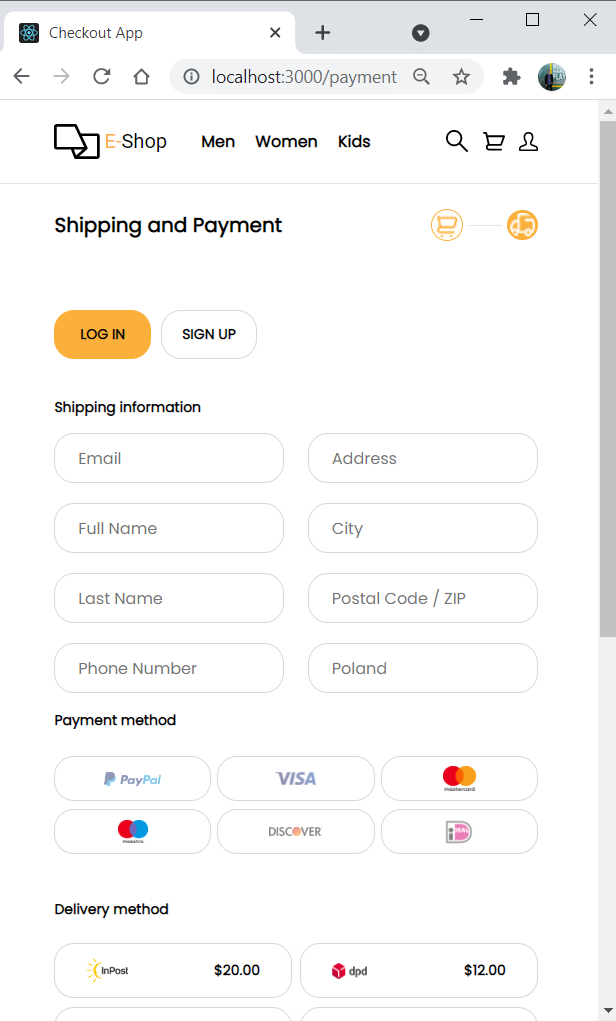 Checkout App
localhost:3000/payment
E-Shop Men Women Kids
Shipping and Payment
LOG IN SIGN UP
Shipping information
Email Address
Full Name City
Last Name Postal Code / ZIP
Phone Number Poland
Payment method
PayPal VISA mastercard
maestro DISCOVER iDEAL
Delivery method
InPost $20.00 dpd $12.00